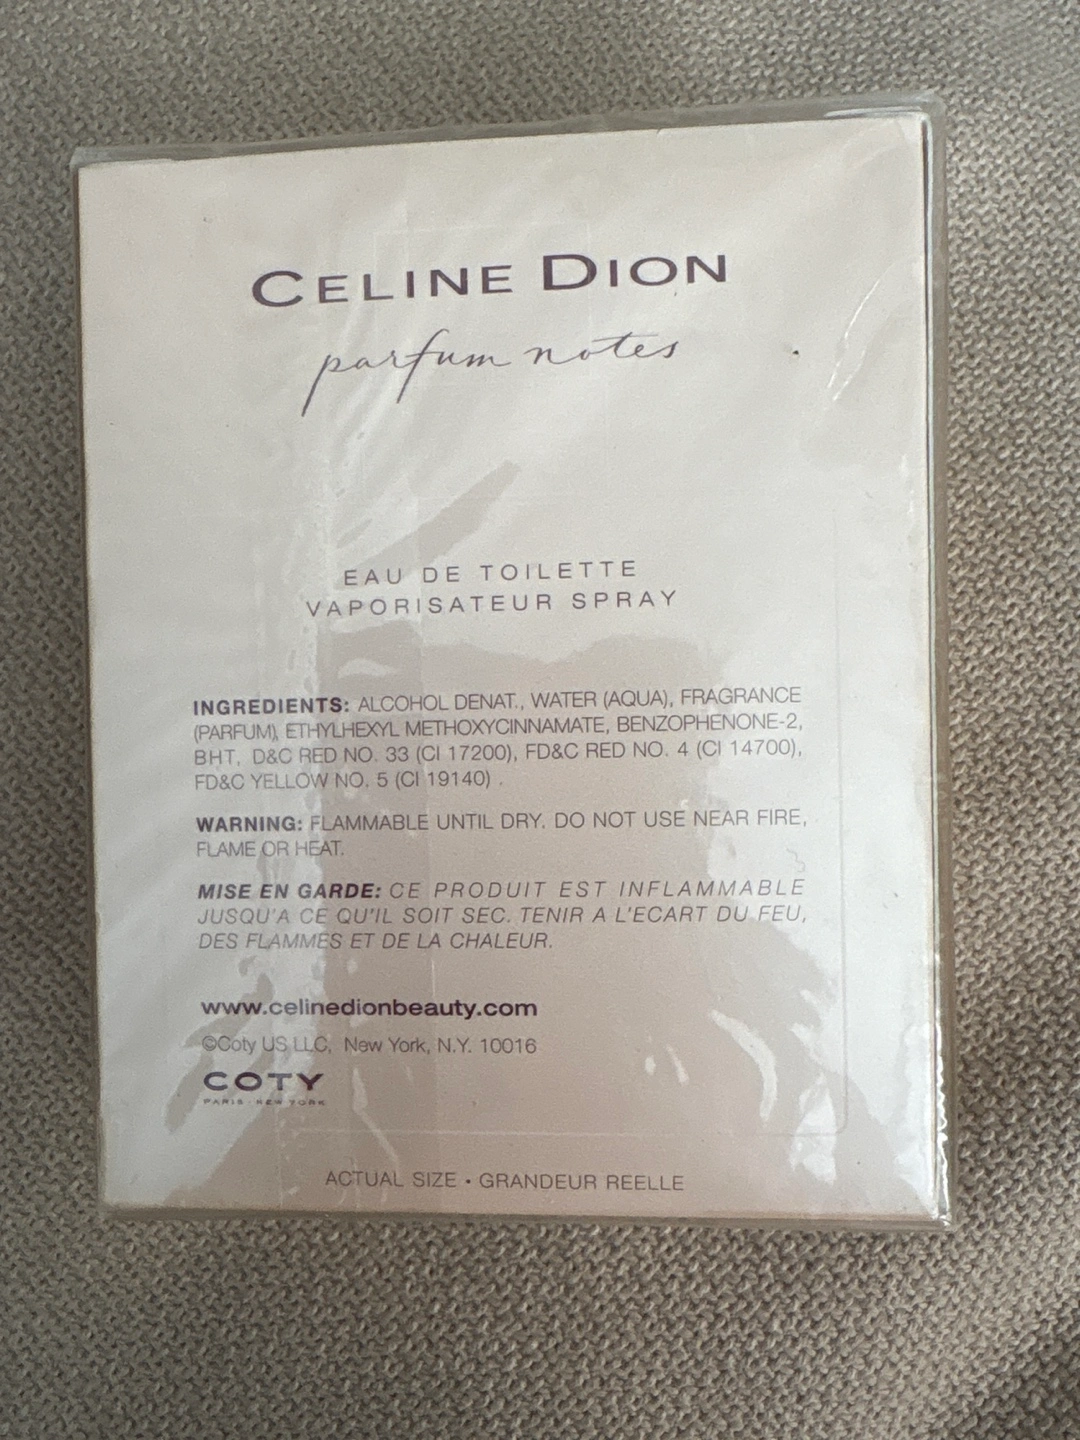 CELINE DION
parfum notes
EAU DE TOILETTE
VAPORISATEUR SPRAY
INGREDIENTS: ALCOHOL DENAT., WATER (AQUA), FRAGRANCE
(PARFUM), ETHYLHEXYL METHOXYCINNAMATE, BENZOPHENONE-2,
BHT, D&C RED NO. 33 (CI 17200), FD&C RED NO. 4 (CI 14700),
FD&C YELLOW NO. 5 (CI 19140) .
WARNING: FLAMMABLE UNTIL DRY. DO NOT USE NEAR FIRE,
FLAME OR HEAT.
MISE EN GARDE: CE PRODUIT EST INFLAMMABLE
JUSQU'A CE QU'IL SOIT SEC. TENIR A L'ECART DU FEU,
DES FLAMMES ET DE LA CHALEUR.
www.celinedionbeauty.com
©Coty US LLC, New York, N.Y. 10016
COTY
PARIS · NEW YORK
ACTUAL SIZE • GRANDEUR REELLE